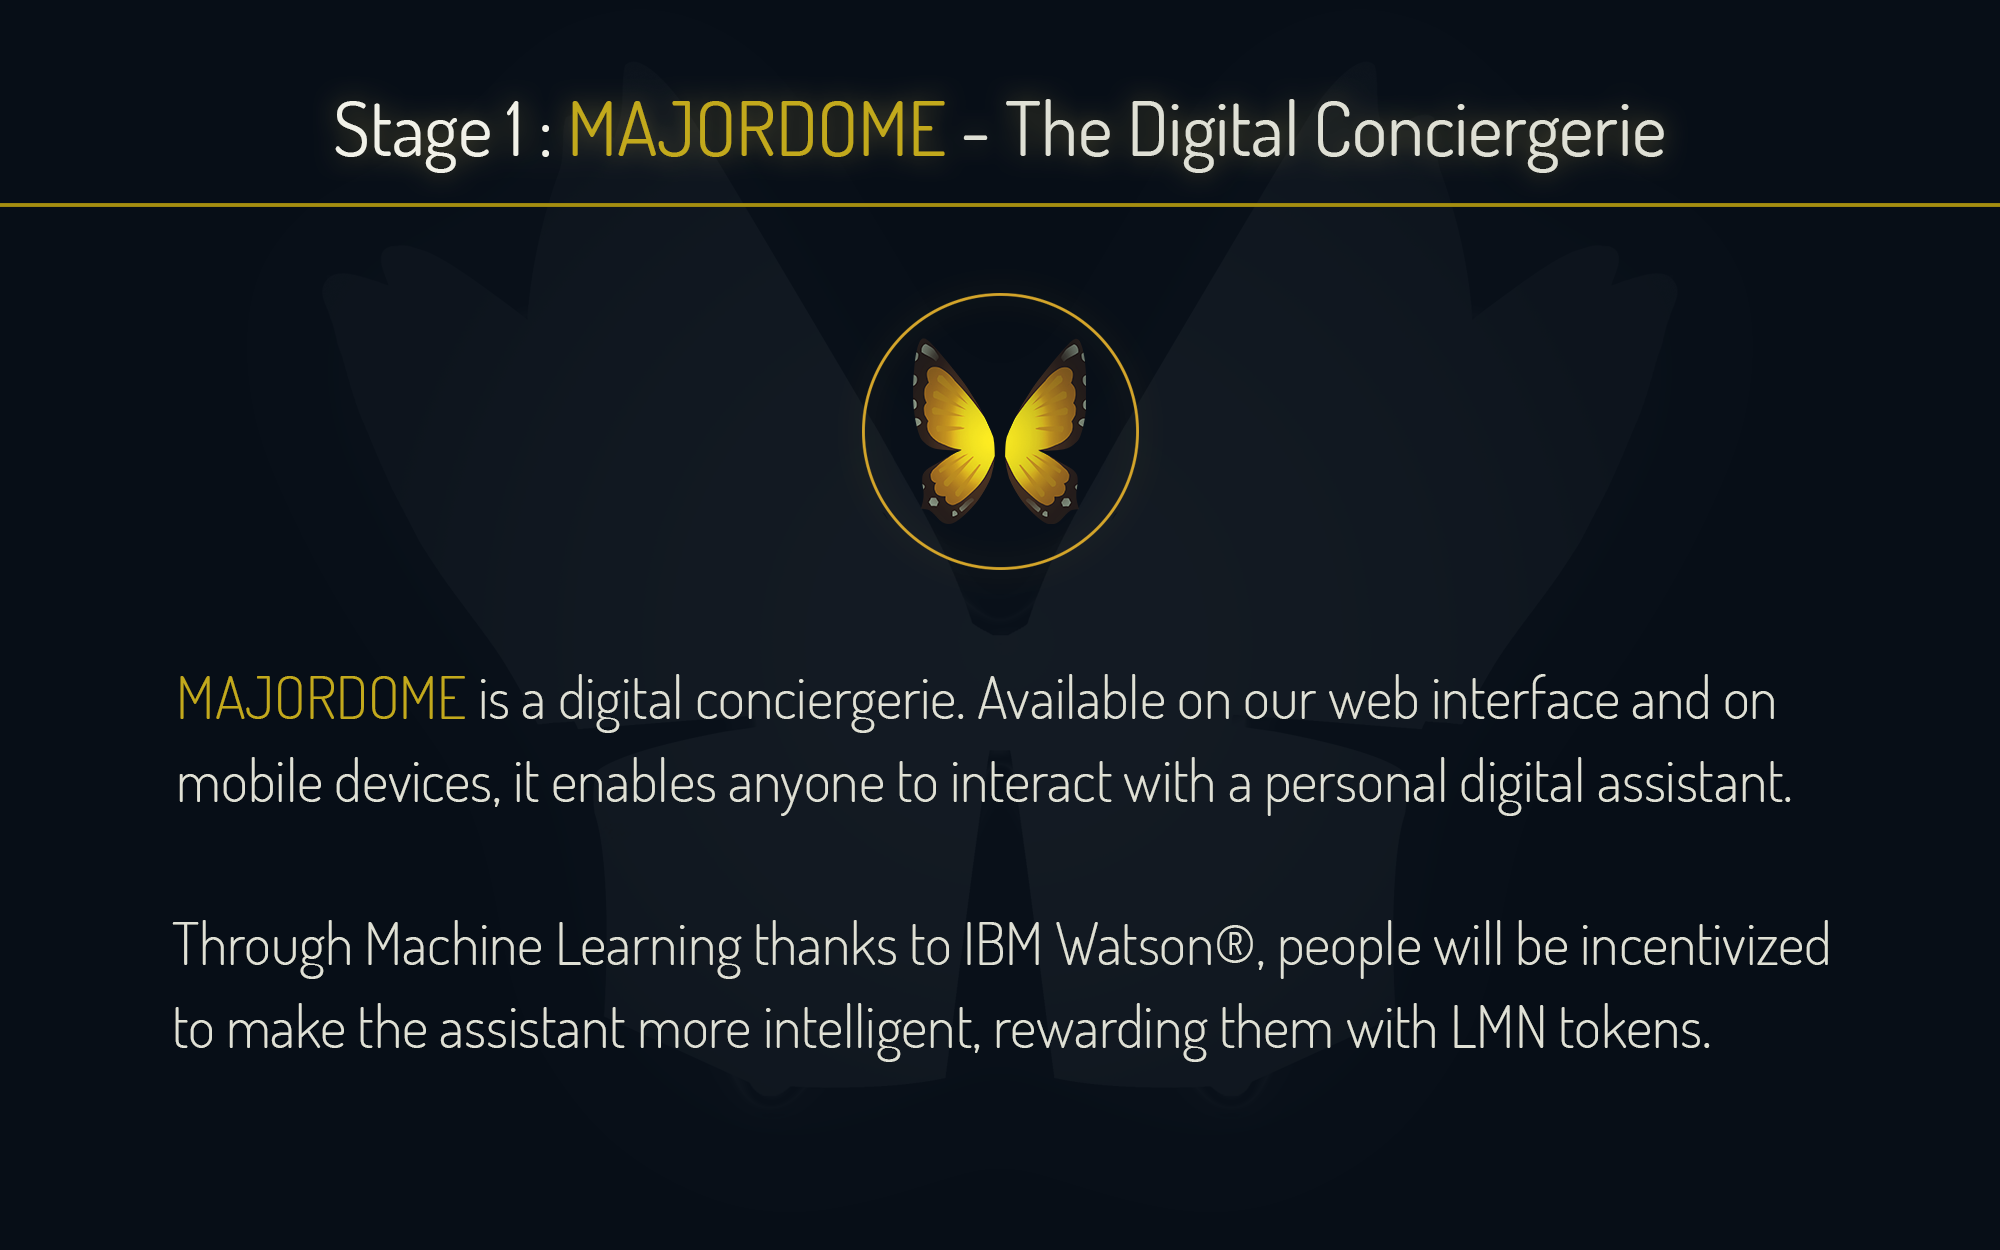 Stage 1 : MAJORDOME - The Digital Conciergerie
MAJORDOME is a digital conciergerie. Available on our web interface and on
mobile devices, it enables anyone to interact with a personal digital assistant.
Through Machine Learning thanks to IBM Watson®, people will be incentivized
to make the assistant more intelligent, rewarding them with LMN tokens.